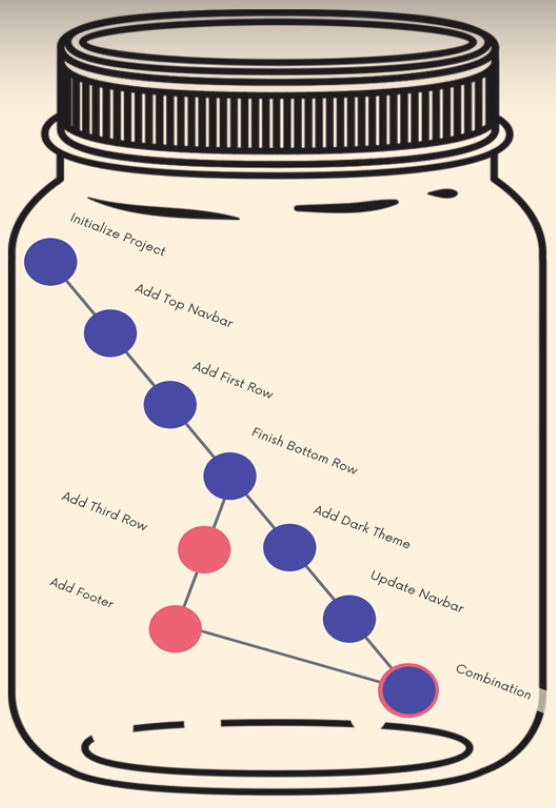 Initialize Project
Add Top Navbar
Add First Row
Finish Bottom Row
Add Third Row
Add Dark Theme
Add Footer
Update Navbar
Combination